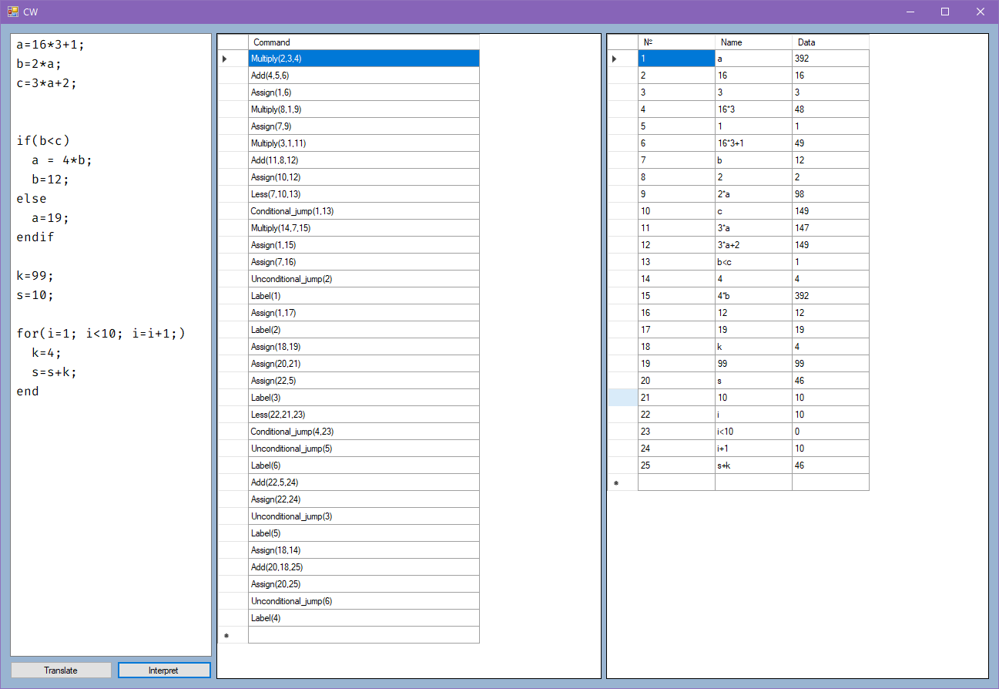 CW
a=16*3+1;
b=2*a;
c=3*a+2;
if(b<c)
  a = 4*b;
  b=12;
else
  a=19;
endif
k=99;
s=10;
for(i=1; i<10; i=i+1;)
  k=4;
  s=s+k;
end
Translate
Interpret
Command
Multiply(2,3,4)
Add(4,5,6)
Assign(1,6)
Multiply(8,1,9)
Assign(7,9)
Multiply(3,1,11)
Add(11,8,12)
Assign(10,12)
Less(7,10,13)
Conditional_jump(1,13)
Multiply(14,7,15)
Assign(1,15)
Assign(7,16)
Unconditional_jump(2)
Label(1)
Assign(1,17)
Label(2)
Assign(18,19)
Assign(20,21)
Assign(22,5)
Label(3)
Less(22,21,23)
Conditional_jump(4,23)
Unconditional_jump(5)
Label(6)
Add(22,5,24)
Assign(22,24)
Unconditional_jump(3)
Label(5)
Assign(18,14)
Add(20,18,25)
Assign(20,25)
Unconditional_jump(6)
Label(4)
№ Name Data
1 a 392
2 16 16
3 3 3
4 16*3 48
5 1 1
6 16*3+1 49
7 b 12
8 2 2
9 2*a 98
10 c 149
11 3*a 147
12 3*a+2 149
13 b<c 1
14 4 4
15 4*b 392
16 12 12
17 19 19
18 k 4
19 99 99
20 s 46
21 10 10
22 i 10
23 i<10 0
24 i+1 10
25 s+k 46